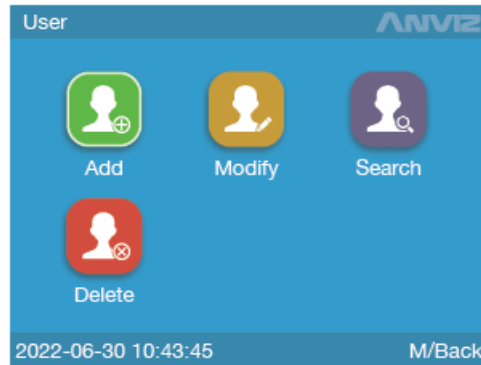 User ANVIZ
Add Modify Search
Delete
2022-06-30 10:43:45 M/Back